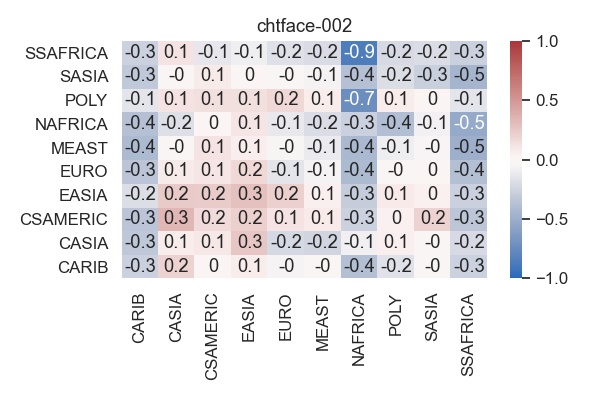 chtface-002
SSAFRICA -0.3 0.1 -0.1 -0.1 -0.2 -0.2 -0.9 -0.2 -0.2 -0.3
SASIA -0.3 -0 0.1 0 -0 -0.1 -0.4 -0.2 -0.3 -0.5
POLY -0.1 0.1 0.1 0.1 0.2 0.1 -0.7 0.1 0 -0.1
NAFRICA -0.4 -0.2 0 0.1 -0.1 -0.2 -0.3 -0.4 -0.1 -0.5
MEAST -0.4 -0 0.1 0.1 -0 -0.1 -0.4 -0.1 -0 -0.5
EURO -0.3 0.1 0.1 0.2 -0.1 -0.1 -0.4 -0 0 -0.4
EASIA -0.2 0.2 0.2 0.3 0.2 0.1 -0.3 0.1 0 -0.3
CSAMERIC -0.3 0.3 0.2 0.2 0.1 0.1 -0.3 0 0.2 -0.3
CASIA -0.3 0.1 0.1 0.3 -0.2 -0.2 -0.1 0.1 -0 -0.2
CARIB -0.3 0.2 0 0.1 -0 -0 -0.4 -0.2 -0 -0.3
CARIB CASIA CSAMERIC EASIA EURO MEAST NAFRICA POLY SASIA SSAFRICA
1.0
0.5
0.0
−0.5
−1.0